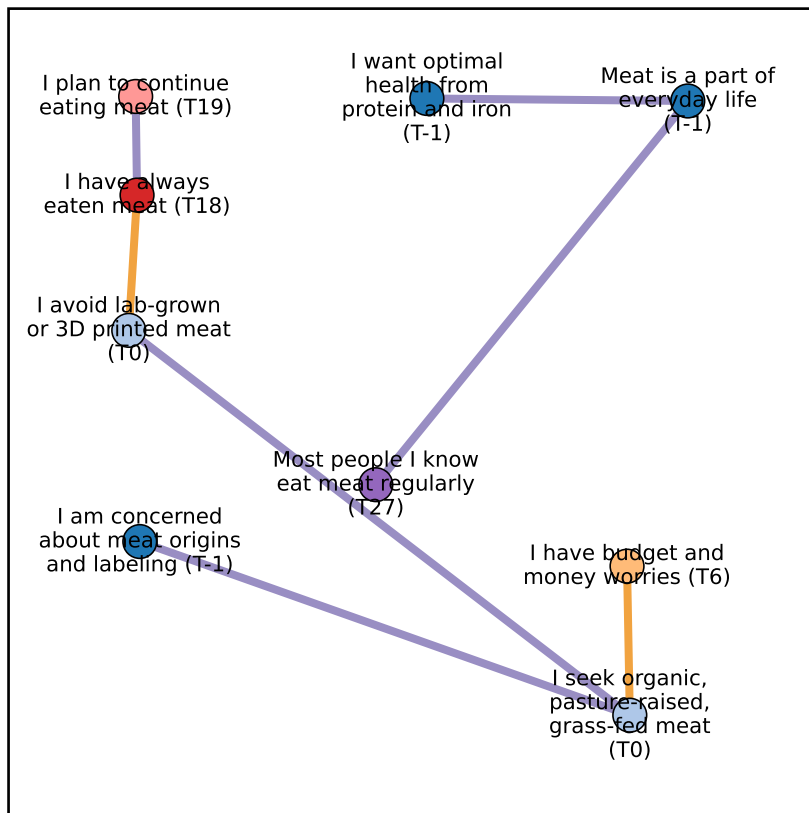 I plan to continue
eating meat (T19)
I want optimal
health from
protein and iron
(T-1)
Meat is a part of
everyday life
(T-1)
I have always
eaten meat (T18)
I avoid lab-grown
or 3D printed meat
(T0)
Most people I know
eat meat regularly
(T27)
I am concerned
about meat origins
and labeling (T-1)
I have budget and
money worries (T6)
I seek organic,
pasture-raised,
grass-fed meat
(T0)